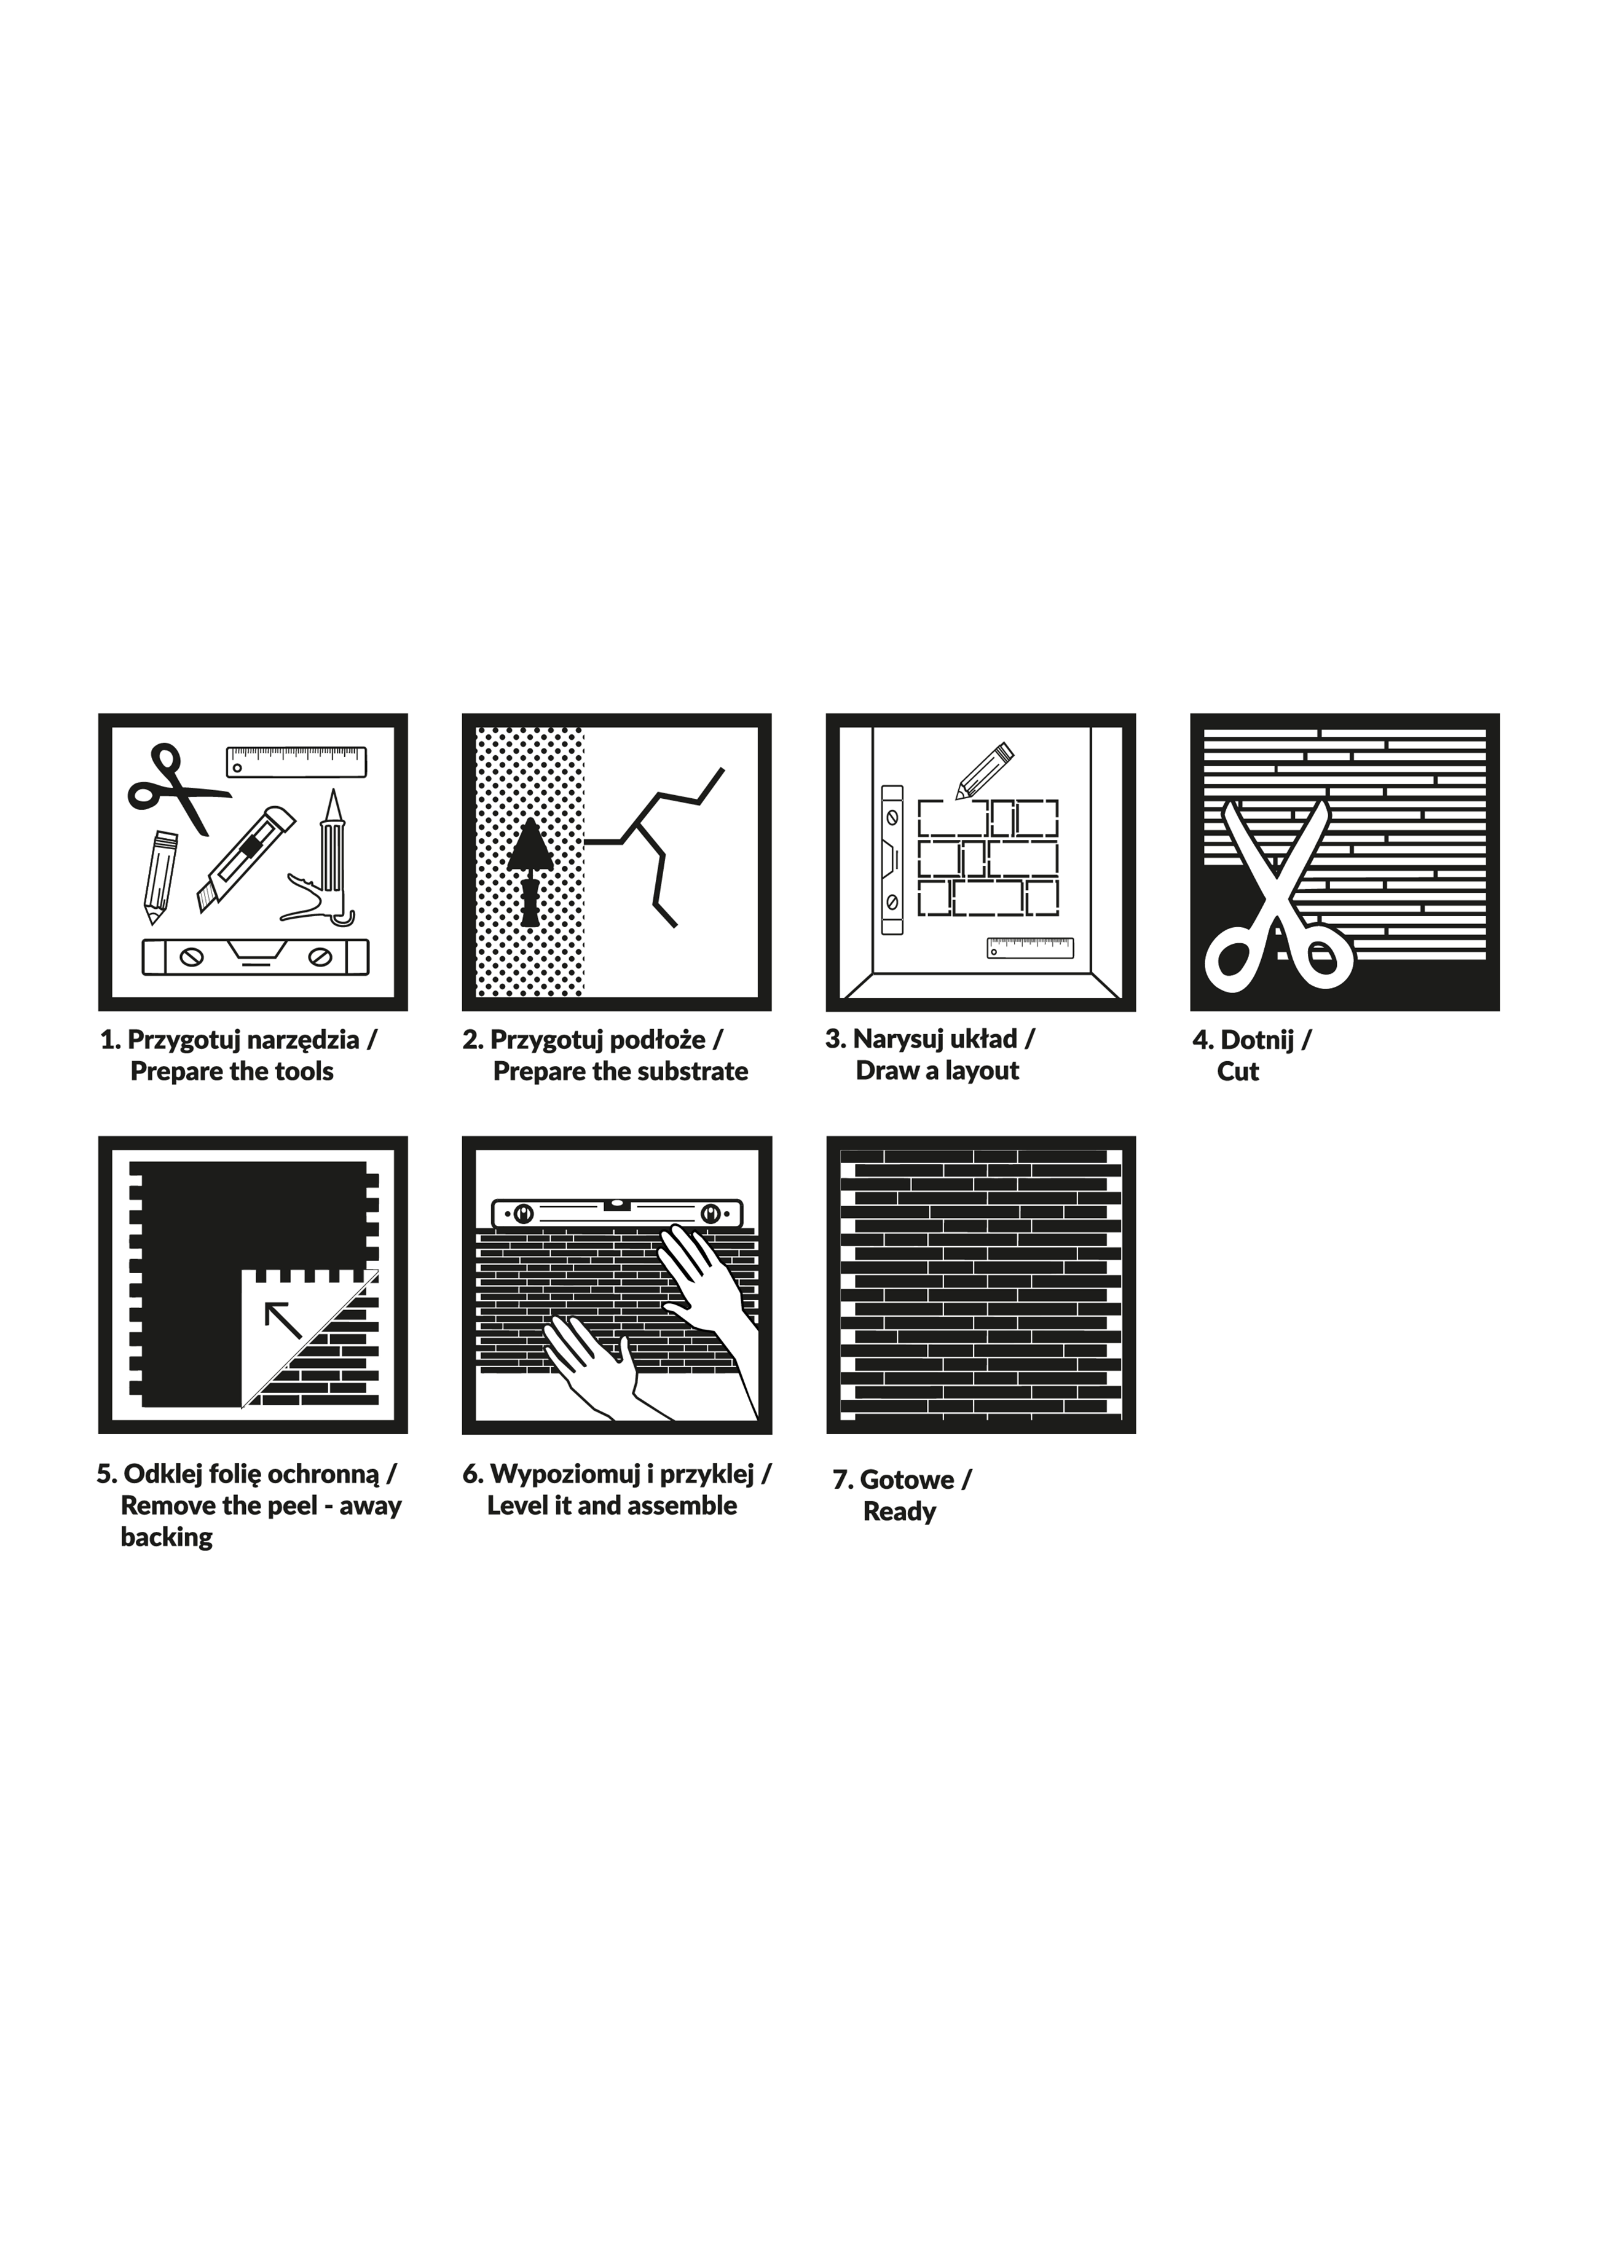 1. Przygotuj narzędzia /
Prepare the tools
2. Przygotuj podłoże /
Prepare the substrate
3. Narysuj układ /
Draw a layout
4. Dotnij /
Cut
5. Odklej folię ochronną /
Remove the peel - away
backing
6. Wypoziomuj i przyklej /
Level it and assemble
7. Gotowe /
Ready